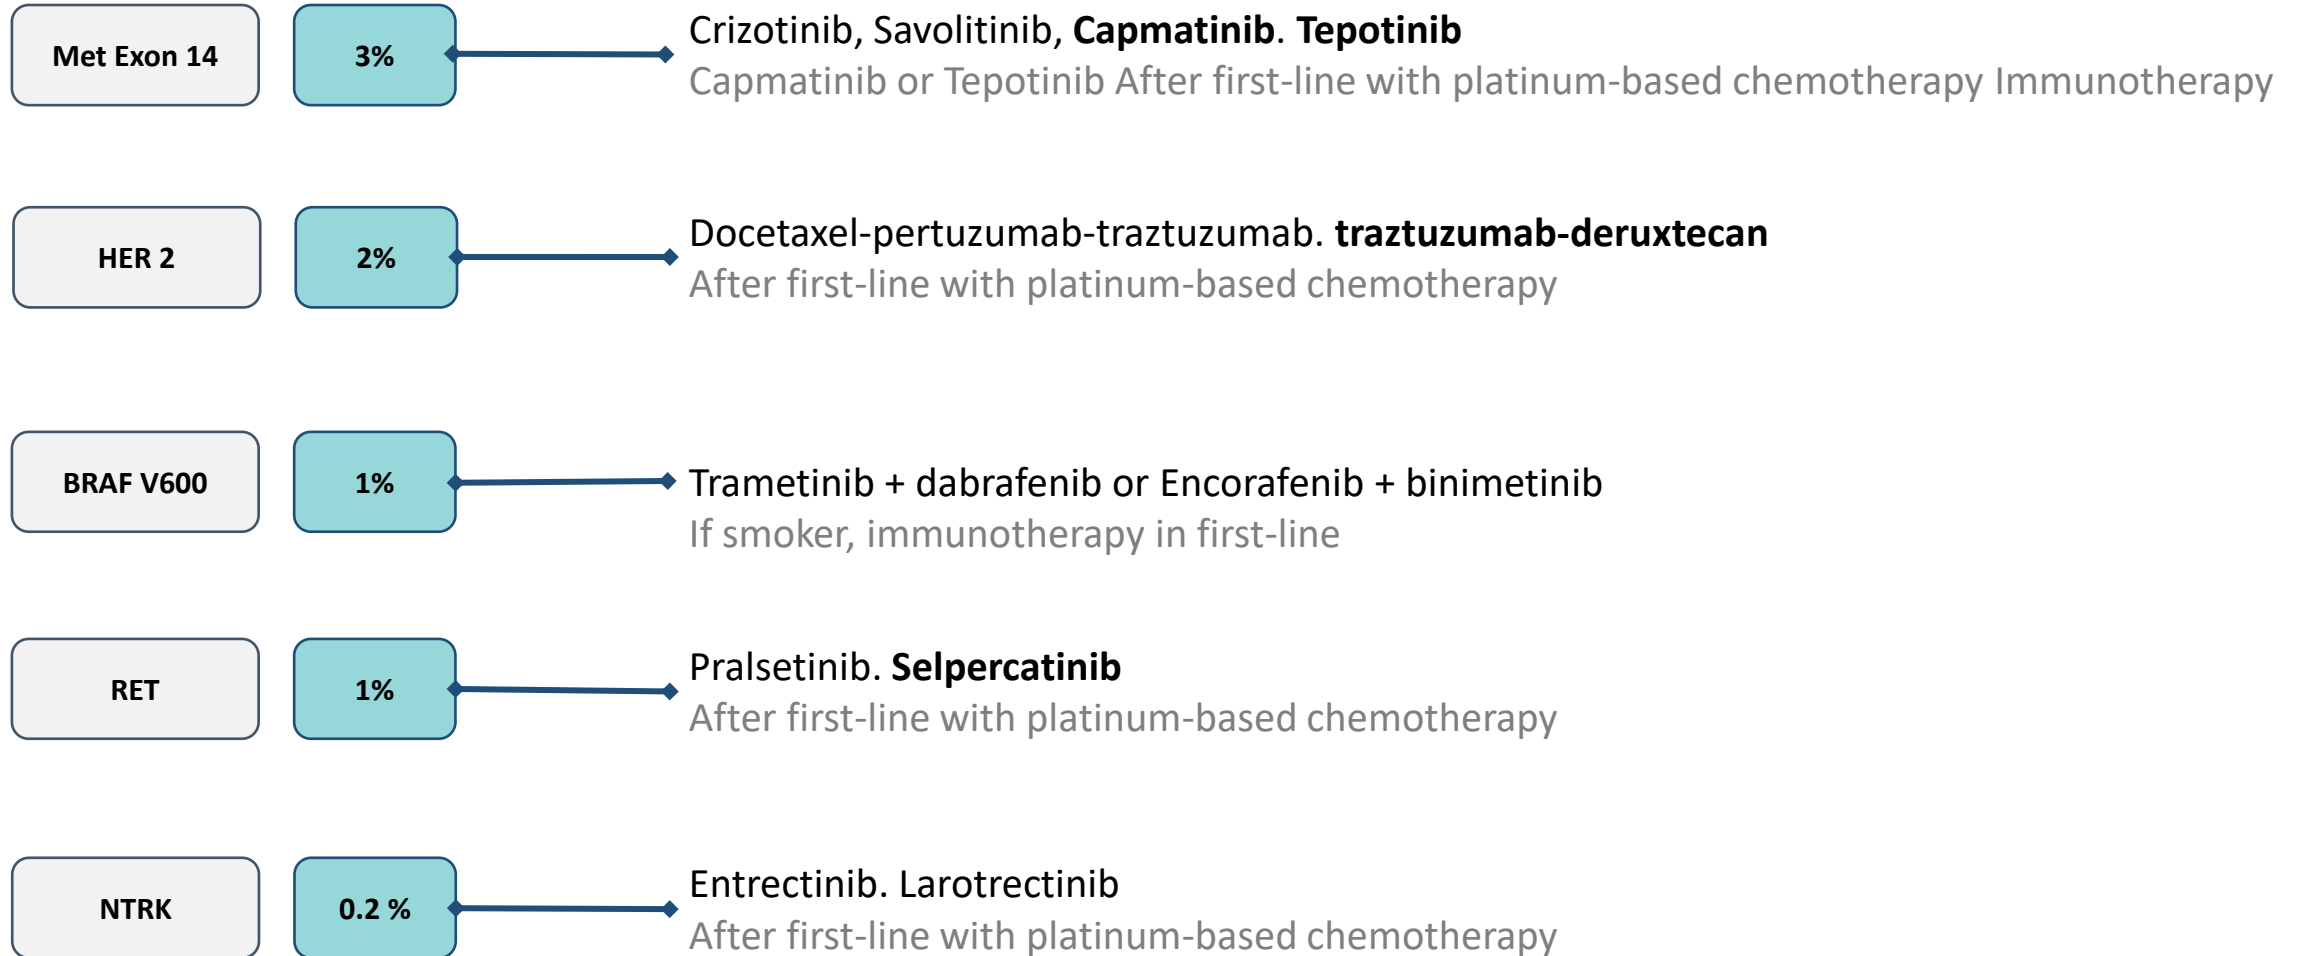 Met Exon 14
3%
Crizotinib, Savolitinib, Capmatinib. Tepotinib
Capmatinib or Tepotinib After first-line with platinum-based chemotherapy Immunotherapy
HER 2
2%
Docetaxel-pertuzumab-traztuzumab. traztuzumab-deruxtecan
After first-line with platinum-based chemotherapy
BRAF V600
1%
Trametinib + dabrafenib or Encorafenib + binimetinib
If smoker, immunotherapy in first-line
RET
1%
Pralsetinib. Selpercatinib
After first-line with platinum-based chemotherapy
NTRK
0.2 %
Entrectinib. Larotrectinib
After first-line with platinum-based chemotherapy